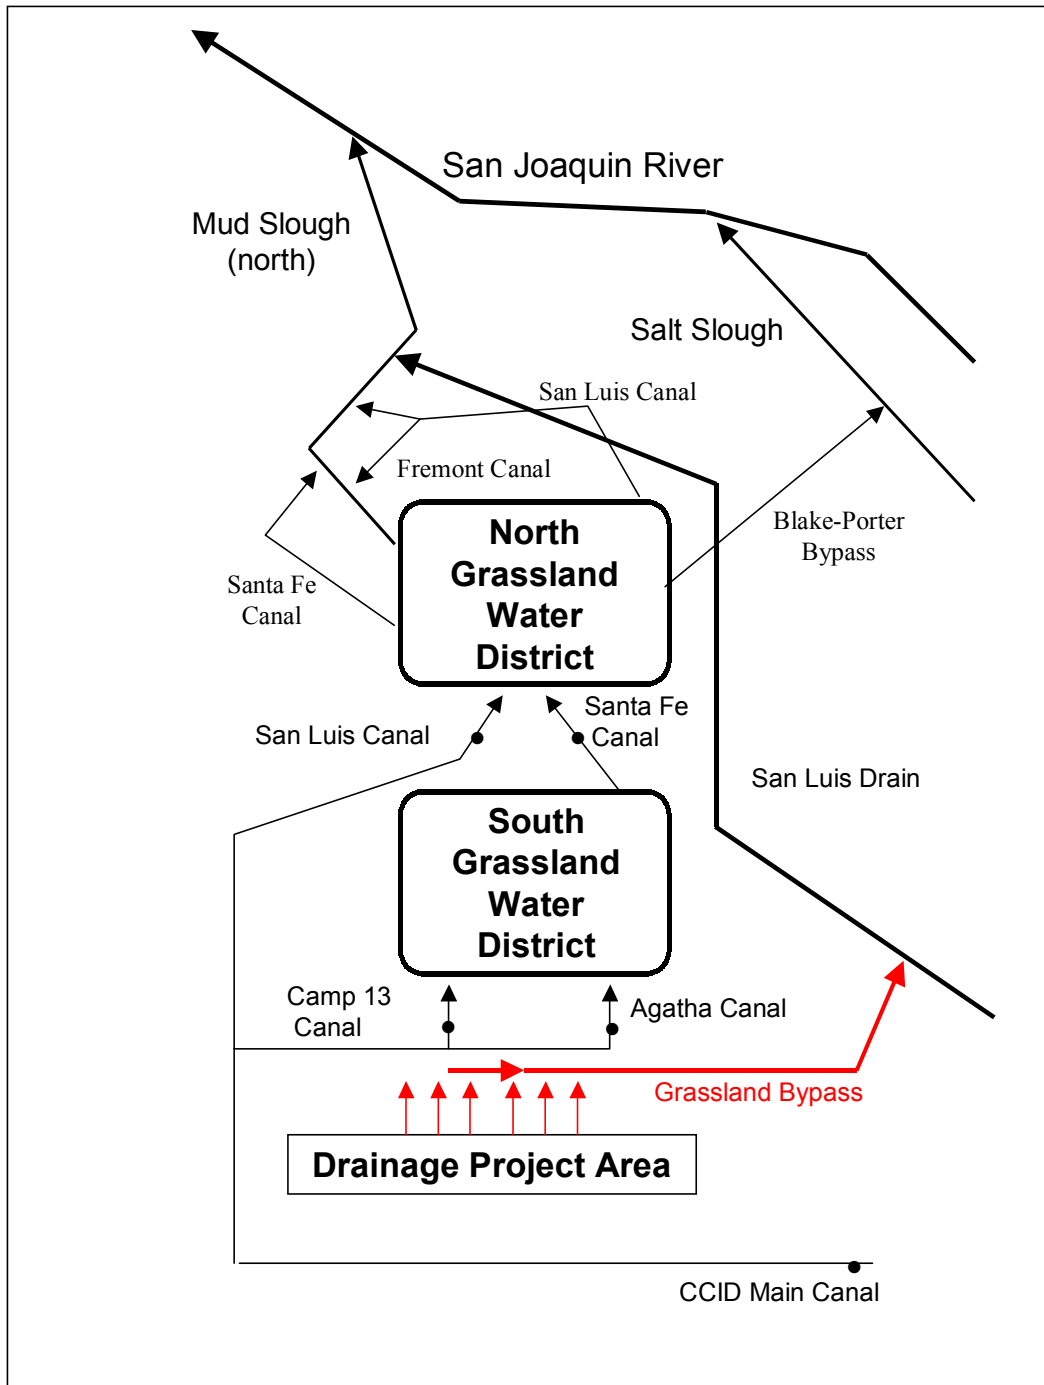 San Joaquin River
Mud Slough
(north)
Salt Slough
San Luis Canal
Fremont Canal
North
Grassland
Water
District
Blake-Porter
Bypass
Santa Fe
Canal
San Luis Canal
Santa Fe
Canal
San Luis Drain
South
Grassland
Water
District
Camp 13
Canal
Agatha Canal
Grassland Bypass
Drainage Project Area
CCID Main Canal